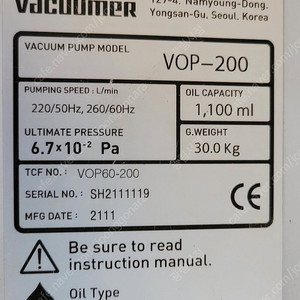 vacuumer
127-4, Namyoung-Dong,
Yongsan-Gu, Seoul, Korea
VACUUM PUMP MODEL
VOP-200
PUMPING SPEED : L/min
220/50Hz, 260/60Hz
OIL CAPACITY
1,100 ml
ULTIMATE PRESSURE
6.7×10⁻² Pa
G.WEIGHT
30.0 Kg
TCF NO. : VOP60-200
SERIAL NO. : SH2111119
MFG DATE : 2111
CE
Be sure to read
instruction manual.
Oil Type